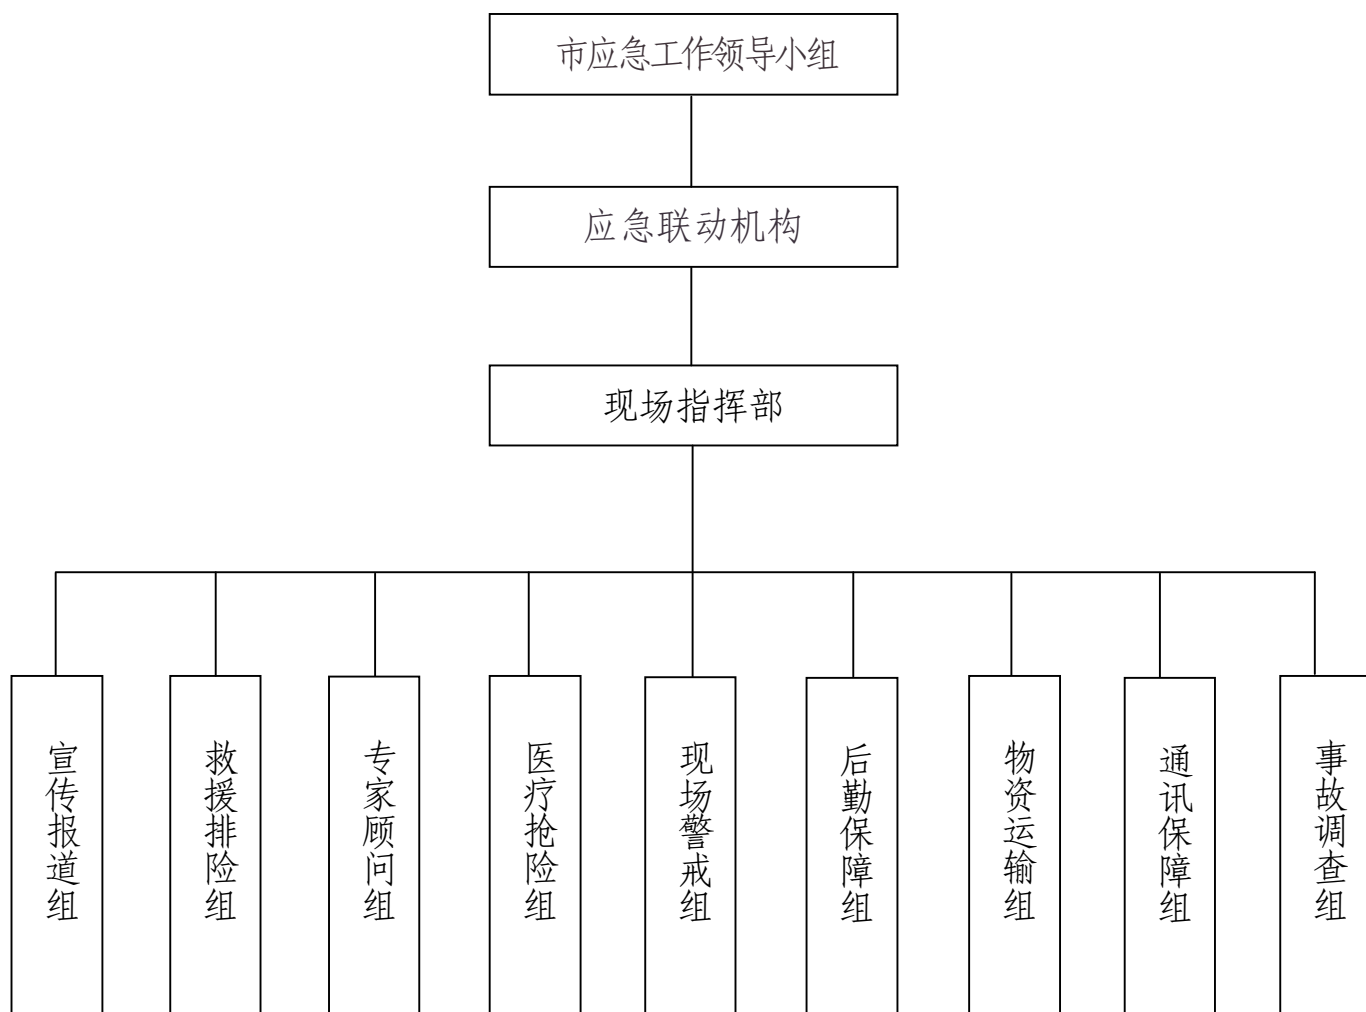 市应急工作领导小组
应急联动机构
现场指挥部
宣传报道组
救援排险组
专家顾问组
医疗抢险组
现场警戒组
后勤保障组
物资运输组
通讯保障组
事故调查组